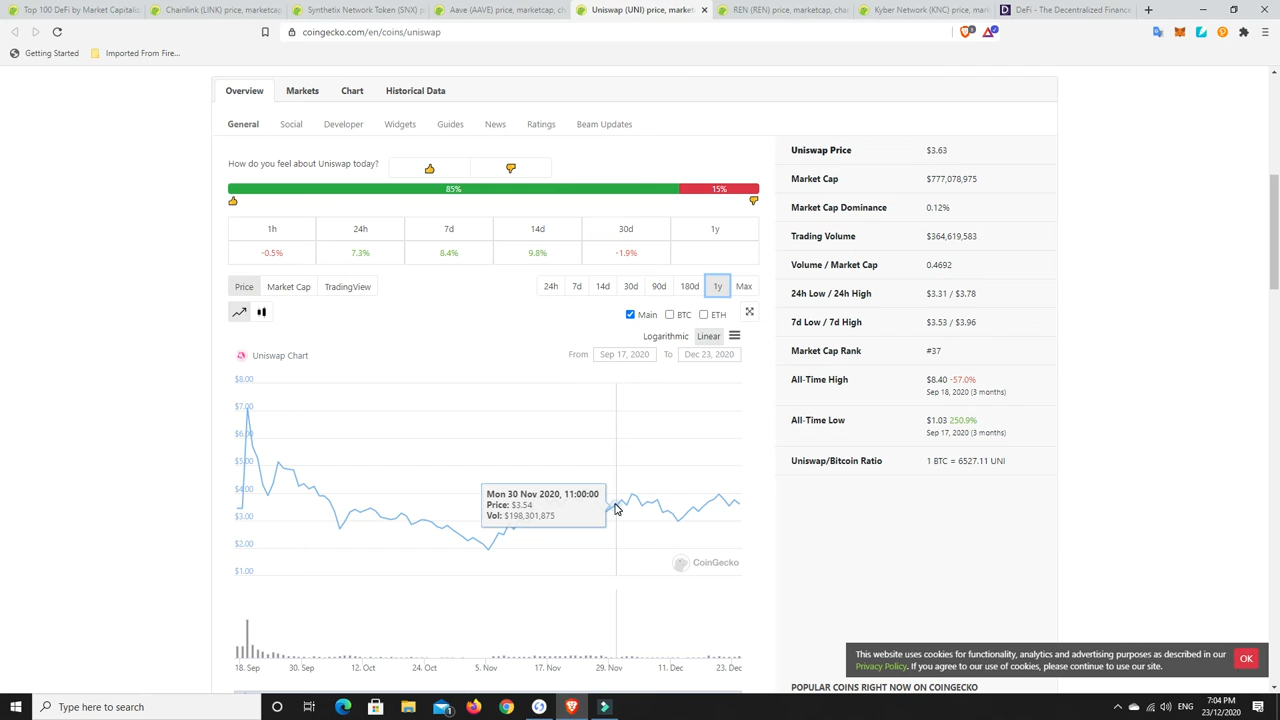 Top 100 DeFi by Market Capitaliz
Chainlink (LINK) price, marketcap
Synthetix Network (SNX) p
Aave (AAVE) price, marketcap, ch
Uniswap (UNI) price, marke
REN (REN) price, marketcap, cha
Kyber Network (KNC) price, mark
DeFi - The Decentralized Finance
coingecko.com/en/coins/uniswap
Getting Started
Imported From Fire...
Overview
Markets
Chart
Historical Data
General
Social
Developer
Widgets
Guides
News
Ratings
Beam Updates
How do you feel about Uniswap today?
85%
15%
1h
24h
7d
14d
30d
1y
-0.5%
7.3%
8.4%
9.8%
-1.9%
Price
Market Cap
TradingView
24h
7d
14d
30d
90d
180d
1y
Max
Main
BTC
ETH
Logarithmic
Linear
Uniswap Chart
From
Sep 17, 2020
To
Dec 23, 2020
$8.00
$7.00
$6.00
$5.00
$4.00
$3.00
$2.00
$1.00
Mon 30 Nov 2020, 11:00:00
Price: $3.54
Vol: $198,301,875
CoinGecko
18. Sep
30. Sep
12. Oct
24. Oct
5. Nov
17. Nov
29. Nov
11. Dec
23. Dec
Uniswap Price
$3.63
Market Cap
$777,078,975
Market Cap Dominance
0.12%
Trading Volume
$364,619,583
Volume / Market Cap
0.4692
24h Low / 24h High
$3.31 / $3.78
7d Low / 7d High
$3.53 / $3.96
Market Cap Rank
#37
All-Time High
$8.40 -57.0%
Sep 18, 2020 (3 months)
All-Time Low
$1.03 250.9%
Sep 17, 2020 (3 months)
Uniswap/Bitcoin Ratio
1 BTC = 6527.11 UNI
This website uses cookies for functionality, analytics and advertising purposes as described in our
Privacy Policy. If you agree to our use of cookies, please continue to use our site.
OK
POPULAR COINS RIGHT NOW ON COINGECKO
Type here to search
ENG
7:04 PM
23/12/2020